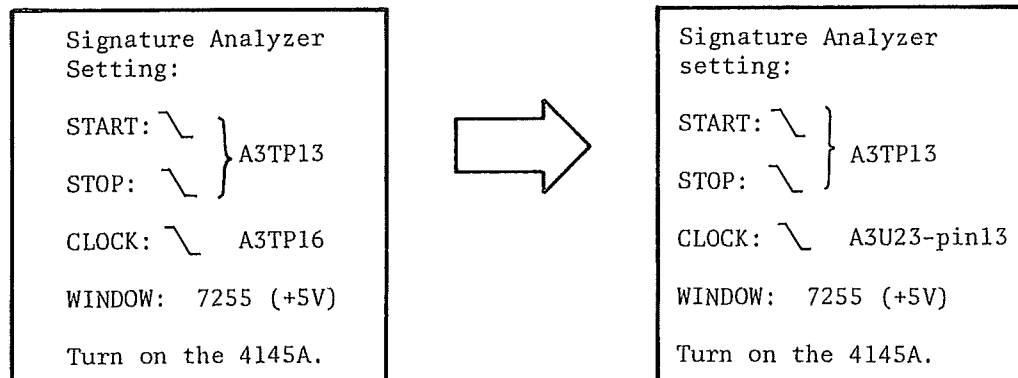 Signature Analyzer
Setting:
START:
A3TP13
STOP:
CLOCK: A3TP16
WINDOW: 7255 (+5V)
Turn on the 4145A.
Signature Analyzer
setting:
START:
A3TP13
STOP:
CLOCK: A3U23-pin13
WINDOW: 7255 (+5V)
Turn on the 4145A.